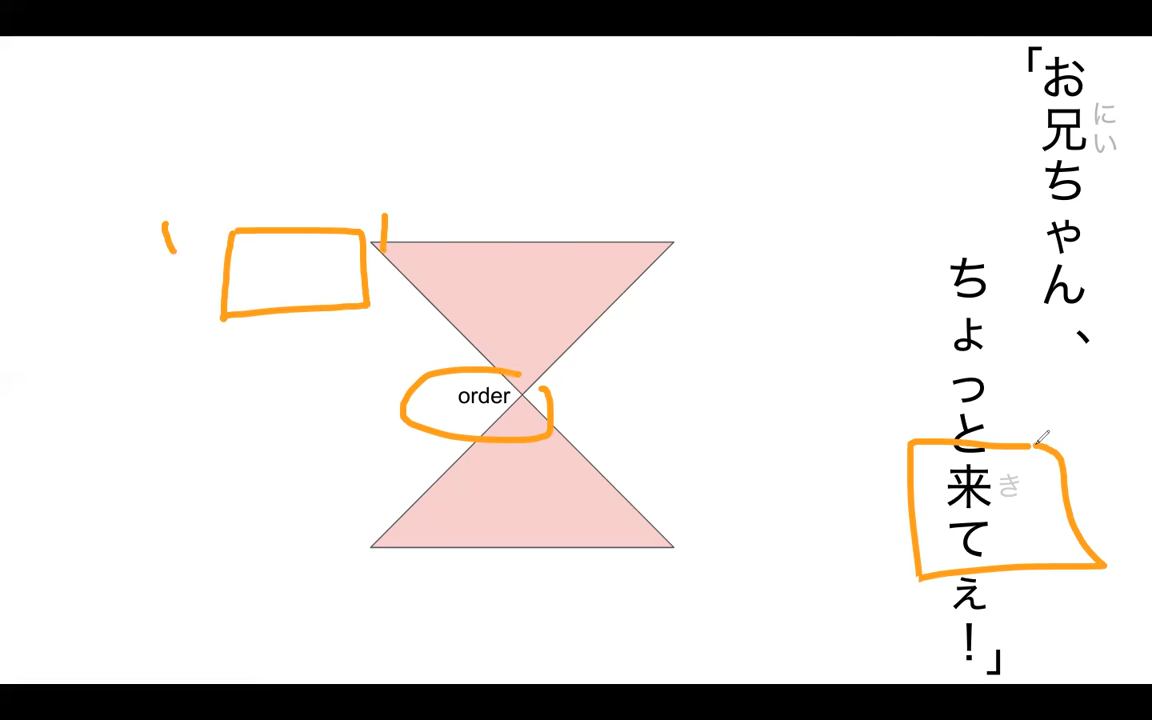 「お兄ちゃん、
にい
ちょっと来てぇ！」
き
order